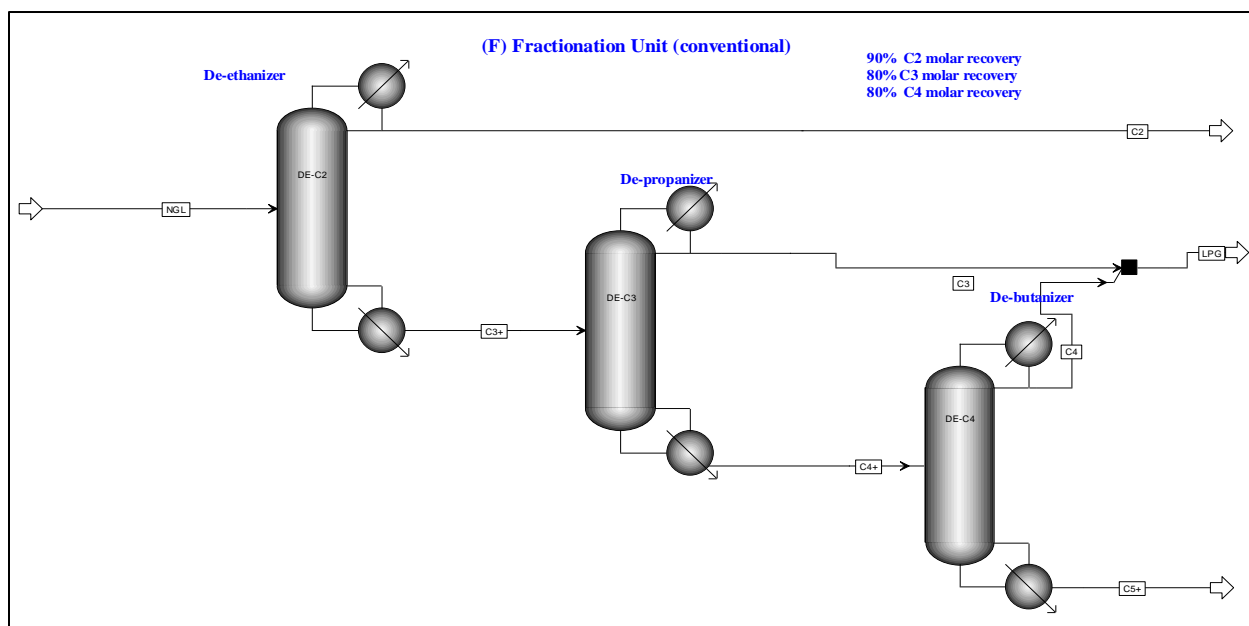 (F) Fractionation Unit (conventional)
90% C2 molar recovery
80% C3 molar recovery
80% C4 molar recovery
De-ethanizer
C2
DE-C2
De-propanizer
NGL
LPG
C3
DE-C3
De-butanizer
C3+
C4
DE-C4
C4+
C5+